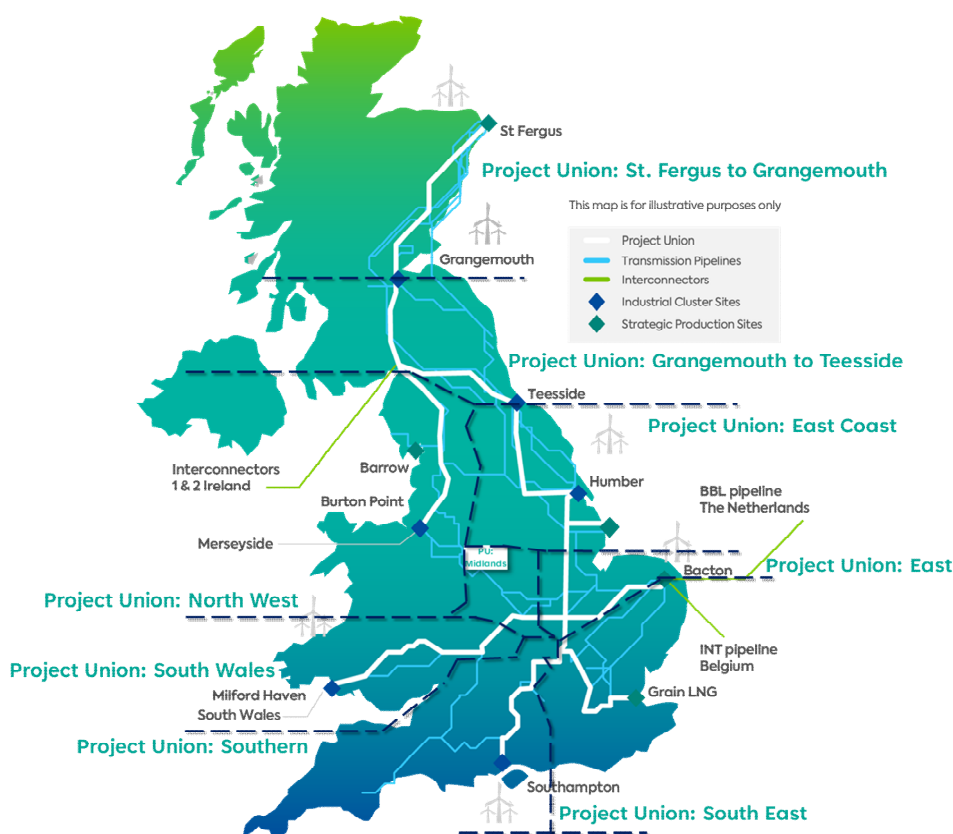 St Fergus
Project Union: St. Fergus to Grangemouth
This map is for illustrative purposes only
Project Union
Transmission Pipelines
Interconnectors
Industrial Cluster Sites
Strategic Production Sites
Grangemouth
Project Union: Grangemouth to Teesside
Teesside
Project Union: East Coast
Interconnectors
1 & 2 Ireland
Barrow
Burton Point
Merseyside
Humber
BBL pipeline
The Netherlands
PU:
Midlands
Bacton
Project Union: East
Project Union: North West
INT pipeline
Belgium
Project Union: South Wales
Milford Haven
South Wales
Grain LNG
Project Union: Southern
Southampton
Project Union: South East